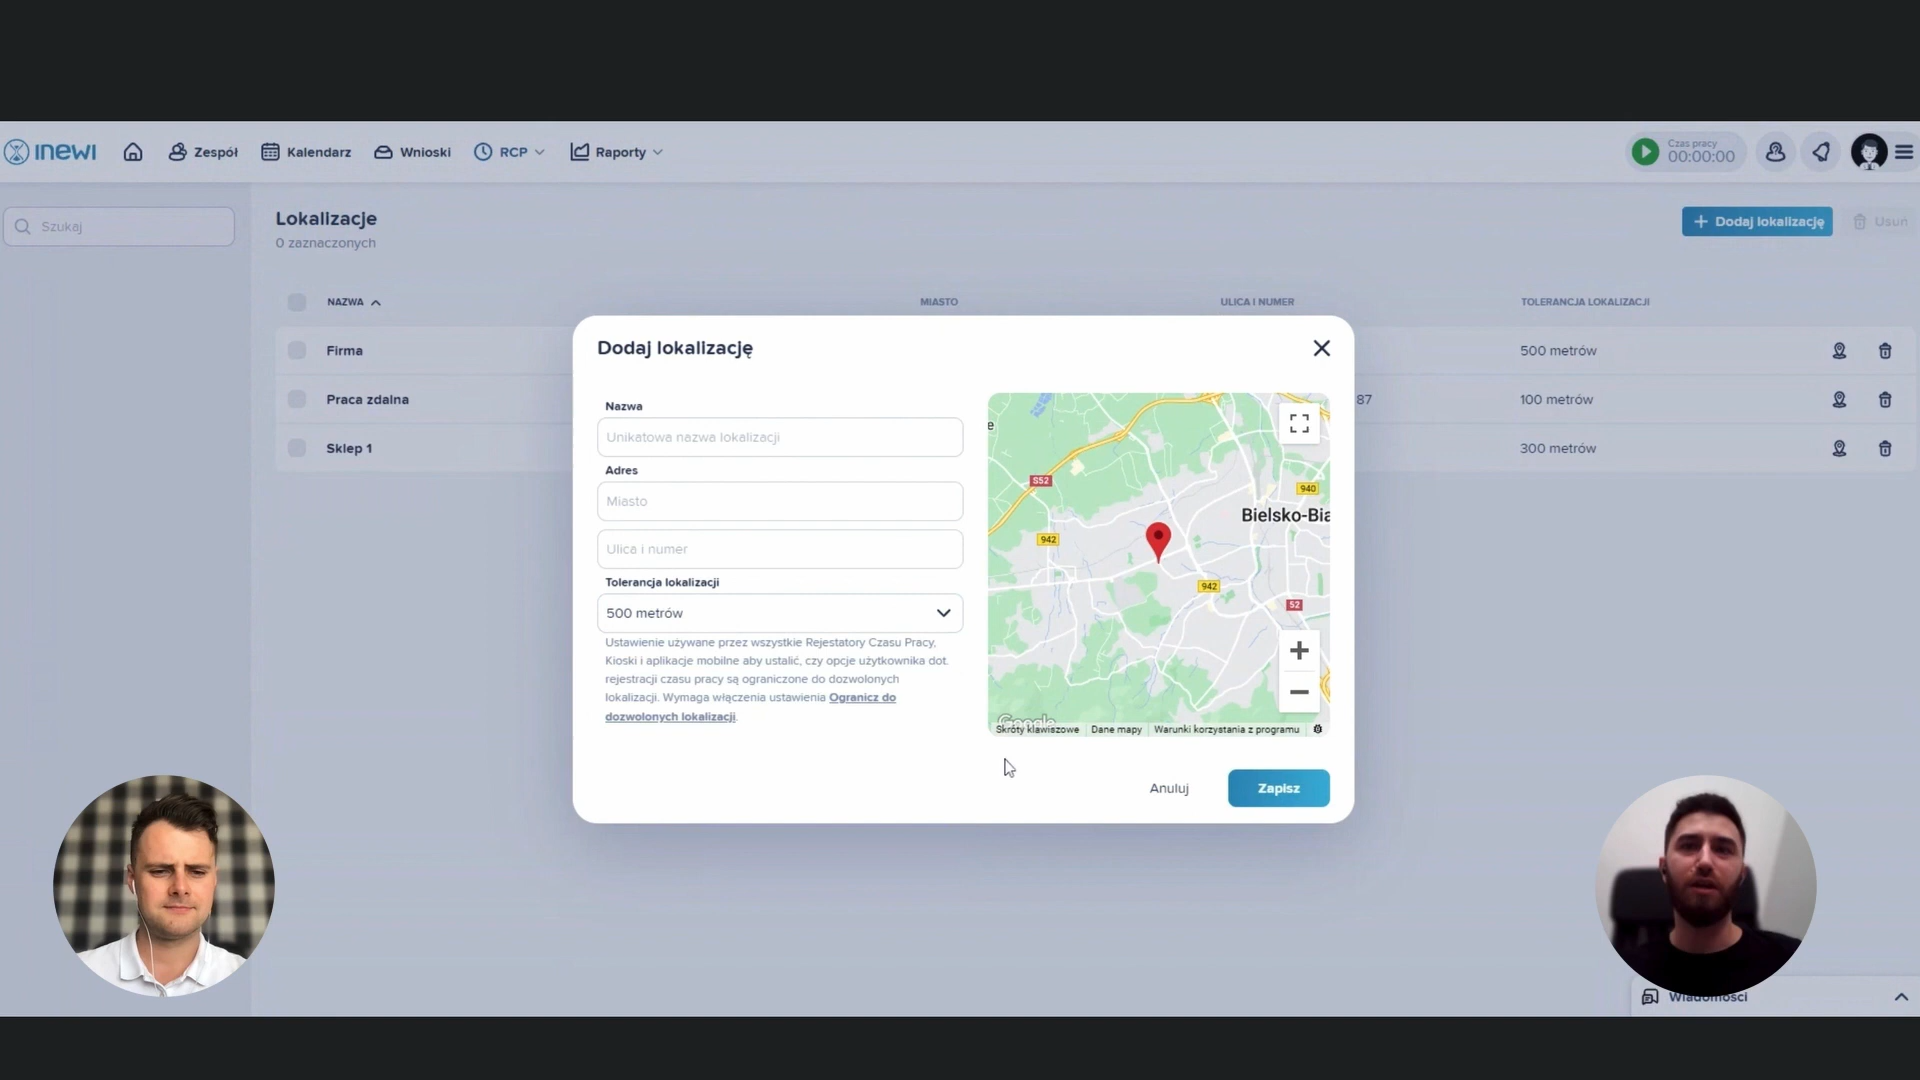 INEWI
Zespół
Kalendarz
Wnioski
RCP
Raporty
Czas pracy
00:00:00
Szukaj
Lokalizacje
0 zaznaczonych
Dodaj lokalizację
Usuń
NAZWA
MIASTO
ULICA I NUMER
TOLERANCJA LOKALIZACJI
Firma
500 metrów
Praca zdalna
87
100 metrów
Sklep 1
300 metrów
Dodaj lokalizację
Nazwa
Unikatowa nazwa lokalizacji
Adres
Miasto
Ulica i numer
Tolerancja lokalizacji
500 metrów
Ustawienie używane przez wszystkie Rejestratory Czasu Pracy,
Kioski i aplikacje mobilne aby ustalić, czy opcje użytkownika dot.
rejestracji czasu pracy są ograniczone do dozwolonych
lokalizacji. Wymaga włączenia ustawienia Ogranicz do
dozwolonych lokalizacji.
e
S52
940
Bielsko-Bia
942
942
52
Google
Skróty klawiszowe
Dane mapy
Warunki korzystania z programu
Anuluj
Zapisz
Wiadomości